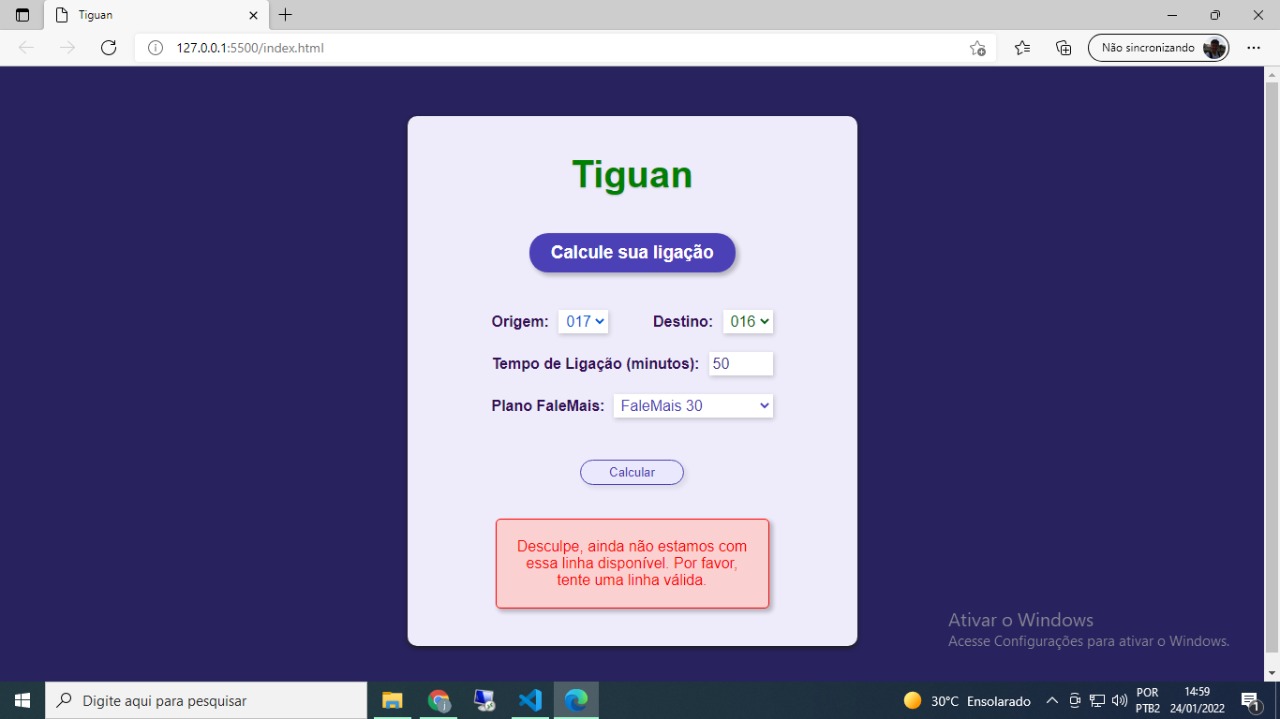 Tiguan
127.0.0.1:5500/index.html
Não sincronizando
Tiguan
Calcule sua ligação
Origem: 017 Destino: 016
Tempo de Ligação (minutos): 50
Plano FaleMais: FaleMais 30
Calcular
Desculpe, ainda não estamos com
essa linha disponível. Por favor,
tente uma linha válida.
Ativar o Windows
Acesse Configurações para ativar o Windows.
Digite aqui para pesquisar
30°C Ensolarado
POR
PTB2
14:59
24/01/2022
1